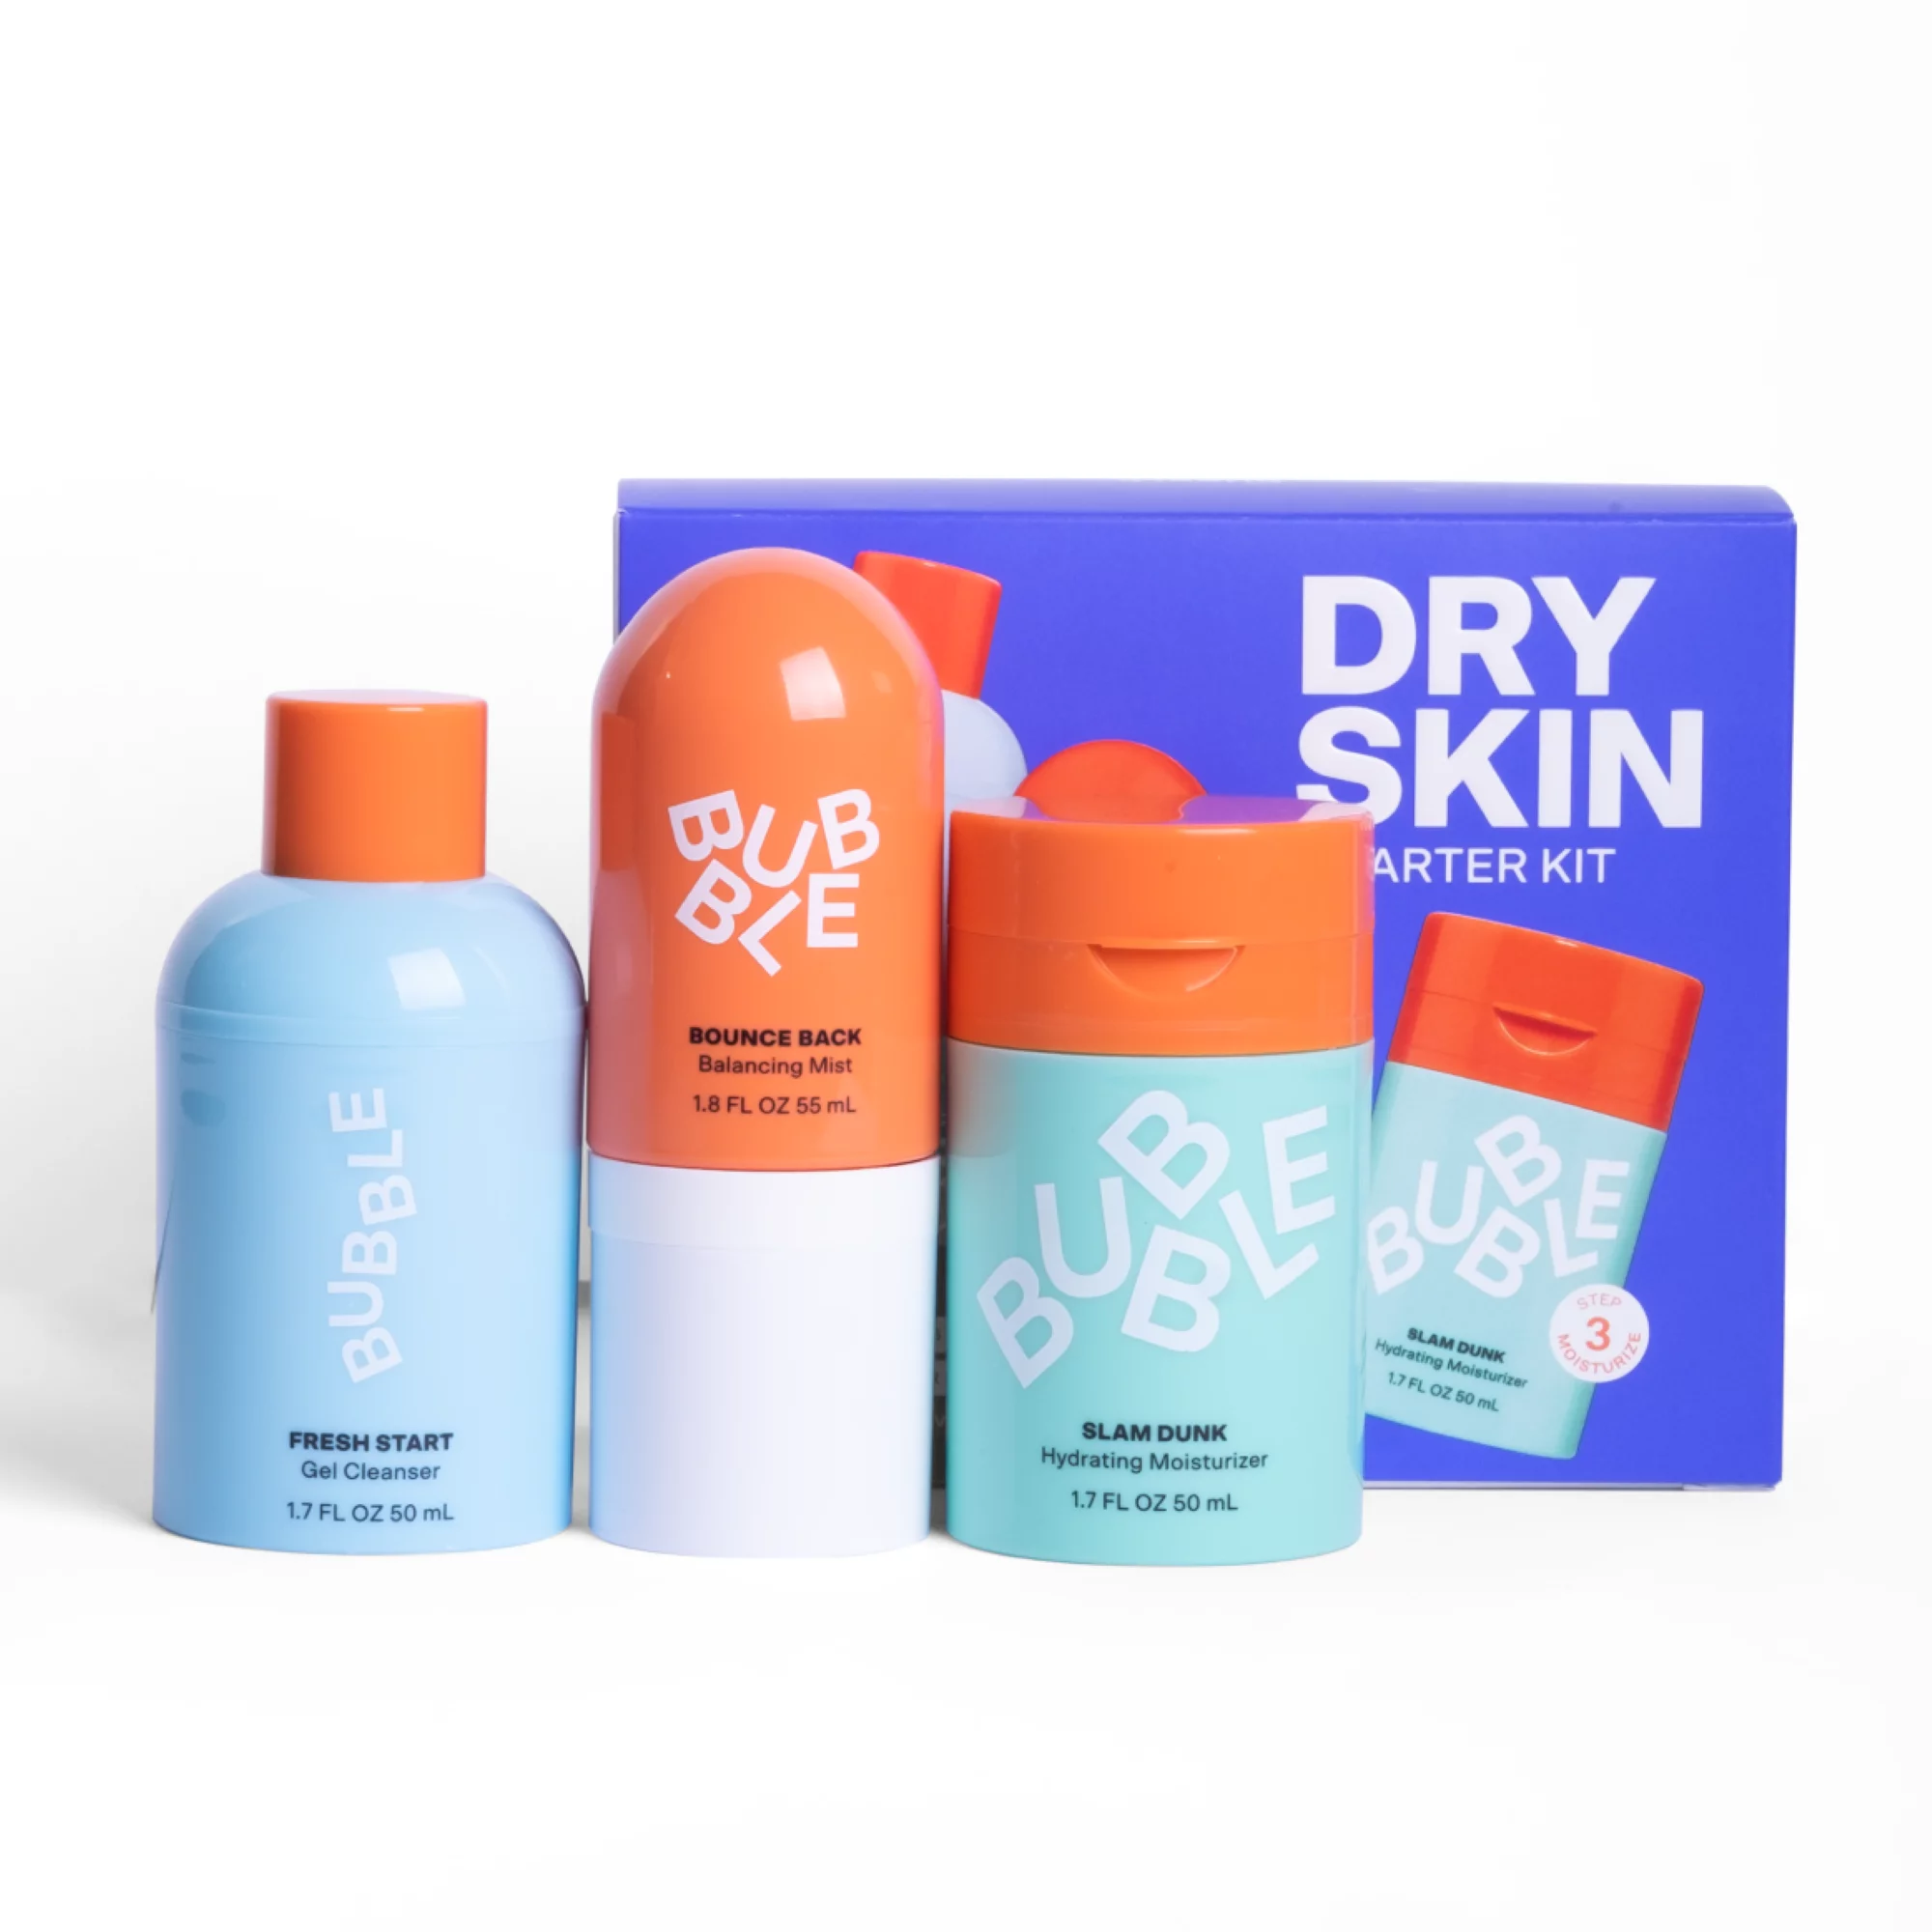 BUBBLE
FRESH START
Gel Cleanser
1.7 FL OZ 50 mL
BUBBLE
BOUNCE BACK
Balancing Mist
1.8 FL OZ 55 mL
BUBBLE
SLAM DUNK
Hydrating Moisturizer
1.7 FL OZ 50 mL
DRY
SKIN
ARTER KIT
BUBBLE
SLAM DUNK
Hydrating Moisturizer
1.7 FL OZ 50 mL
STEP
3
MOISTURIZE